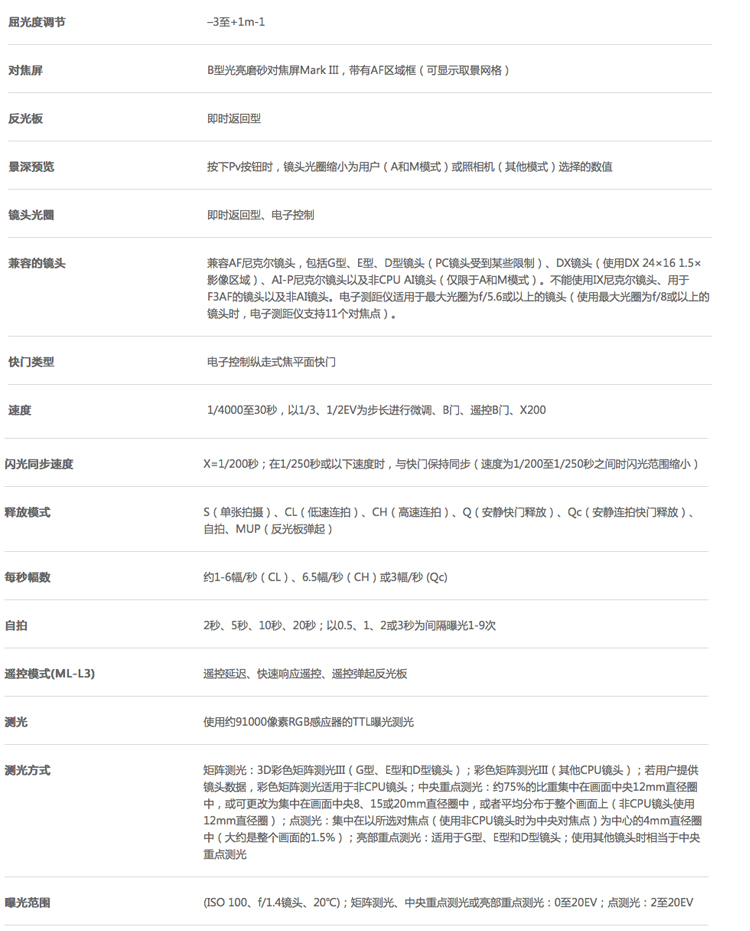 屈光度调节 –3至+1m-1
对焦屏 B型光亮磨砂对焦屏Mark III，带有AF区域框（可显示取景网格）
反光板 即时返回型
景深预览 按下Pv按钮时，镜头光圈缩小为用户（A和M模式）或照相机（其他模式）选择的数值
镜头光圈 即时返回型、电子控制
兼容的镜头 兼容AF尼克尔镜头，包括G型、E型、D型镜头（PC镜头受到某些限制）、DX镜头（使用DX 24×16 1.5×
影像区域）、AI-P尼克尔镜头以及非CPU AI镜头（仅限于A和M模式）。不能使用IX尼克尔镜头、用于
F3AF的镜头以及非AI镜头。电子测距仪适用于最大光圈为f/5.6或以上的镜头（使用最大光圈为f/8或以上的
镜头时，电子测距仪支持11个对焦点）。
快门类型 电子控制纵走式焦平面快门
速度 1/4000至30秒，以1/3、1/2EV为步长进行微调、B门、遥控B门、X200
闪光同步速度 X=1/200秒；在1/250秒或以下速度时，与快门保持同步（速度为1/200至1/250秒之间时闪光范围缩小）
释放模式 S（单张拍摄）、CL（低速连拍）、CH（高速连拍）、Q（安静快门释放）、Qc（安静连拍快门释放）、
自拍、MUP（反光板弹起）
每秒幅数 约1-6幅/秒（CL）、6.5幅/秒（CH）或3幅/秒 (Qc)
自拍 2秒、5秒、10秒、20秒；以0.5、1、2或3秒为间隔曝光1-9次
遥控模式(ML-L3) 遥控延迟、快速响应遥控、遥控弹起反光板
测光 使用约91000像素RGB感应器的TTL曝光测光
测光方式 矩阵测光：3D彩色矩阵测光III（G型、E型和D型镜头）；彩色矩阵测光III（其他CPU镜头）；若用户提供
镜头数据，彩色矩阵测光适用于非CPU镜头；中央重点测光：约75%的比重集中在画面中央12mm直径圈
中，或可更改为集中在画面中央8、15或20mm直径圈中，或者平均分布于整个画面上（非CPU镜头使用
12mm直径圈）；点测光：集中在以所选对焦点（使用非CPU镜头时为中央对焦点）为中心的4mm直径圈
中（大约是整个画面的1.5%）；亮部重点测光：适用于G型、E型和D型镜头；使用其他镜头时相当于中央
重点测光
曝光范围 (ISO 100、f/1.4镜头、20℃)；矩阵测光、中央重点测光或亮部重点测光：0至20EV；点测光：2至20EV